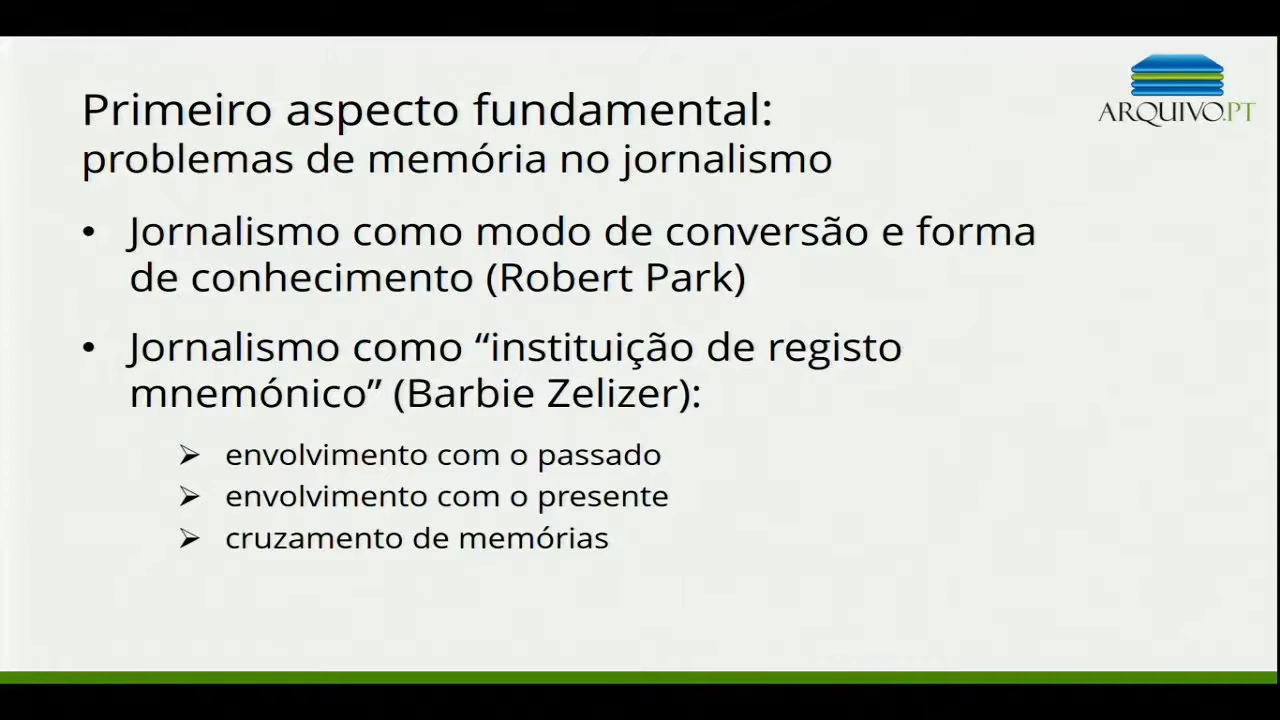 ARQUIVO.PT
Primeiro aspecto fundamental:
problemas de memória no jornalismo
• Jornalismo como modo de conversão e forma
de conhecimento (Robert Park)
• Jornalismo como “instituição de registo
mnemónico” (Barbie Zelizer):
➢ envolvimento com o passado
➢ envolvimento com o presente
➢ cruzamento de memórias